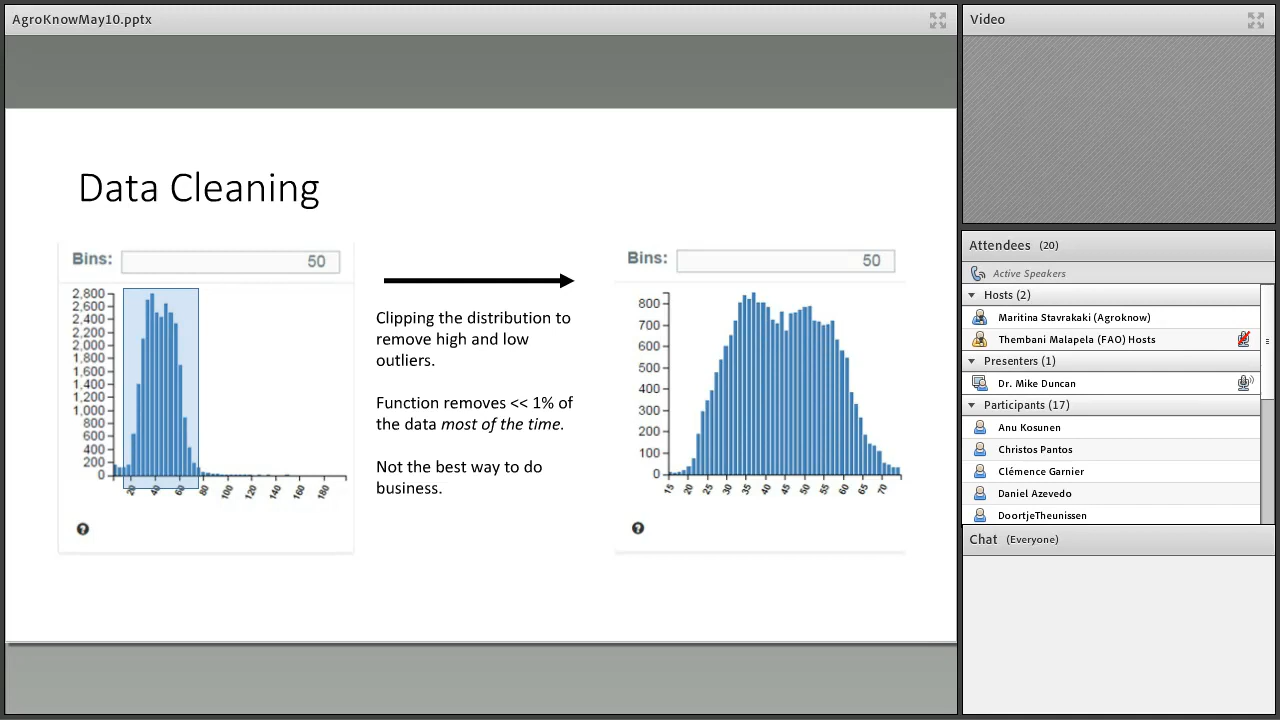 AgroKnowMay10.pptx
Data Cleaning
Bins: 50
2,800
2,600
2,400
2,200
2,000
1,800
1,600
1,400
1,200
1,000
800
600
400
200
0
20 40 60 80 100 120 140 160 180
?
Clipping the distribution to
remove high and low
outliers.
Function removes << 1% of
the data most of the time.
Not the best way to do
business.
Bins: 50
800
700
600
500
400
300
200
100
0
15 20 25 30 35 40 45 50 55 60 65 70
?
Video
Attendees (20)
Active Speakers
Hosts (2)
Maritina Stavrakaki (Agroknow)
Thembani Malapela (FAO) Hosts
Presenters (1)
Dr. Mike Duncan
Participants (17)
Anu Kosunen
Christos Pantos
Clémence Garnier
Daniel Azevedo
DoortjeTheunissen
Chat (Everyone)